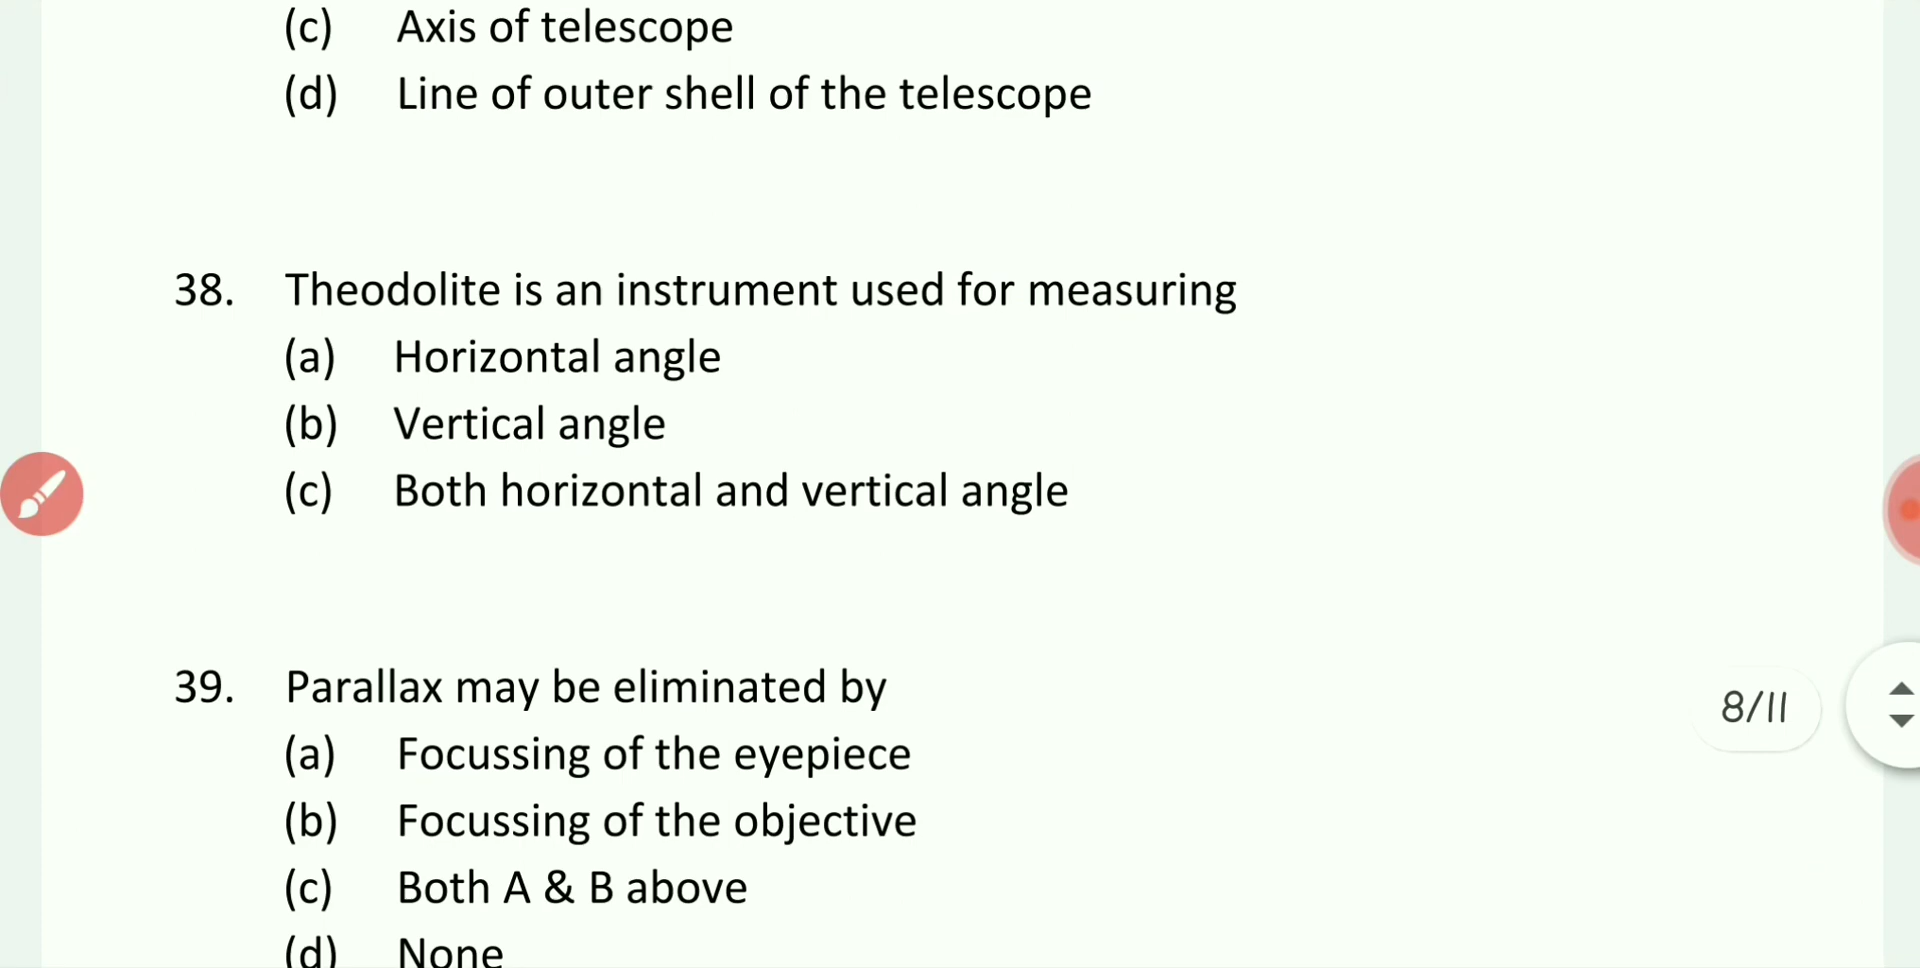 (c) Axis of telescope
(d) Line of outer shell of the telescope
38. Theodolite is an instrument used for measuring
(a) Horizontal angle
(b) Vertical angle
(c) Both horizontal and vertical angle
39. Parallax may be eliminated by
(a) Focussing of the eyepiece
(b) Focussing of the objective
(c) Both A & B above
(d) None
8/11